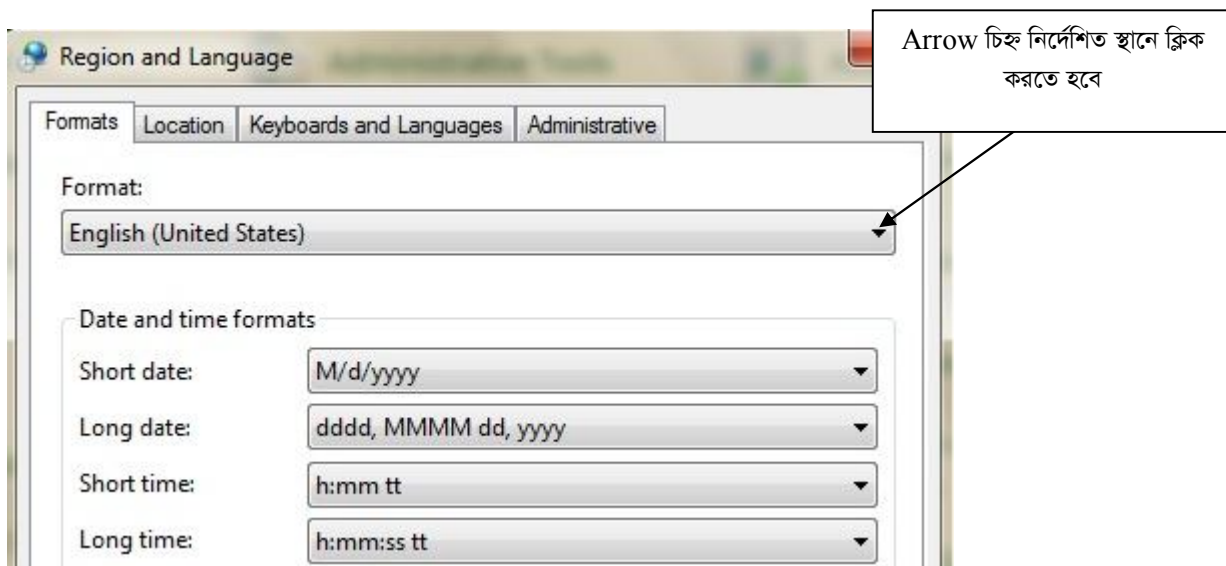 Arrow চিহ্ন নির্দেশিত স্থানে ক্লিক
করতে হবে
Region and Language
Formats Location Keyboards and Languages Administrative
Format:
English (United States)
Date and time formats
Short date: M/d/yyyy
Long date: dddd, MMMM dd, yyyy
Short time: h:mm tt
Long time: h:mm:ss tt